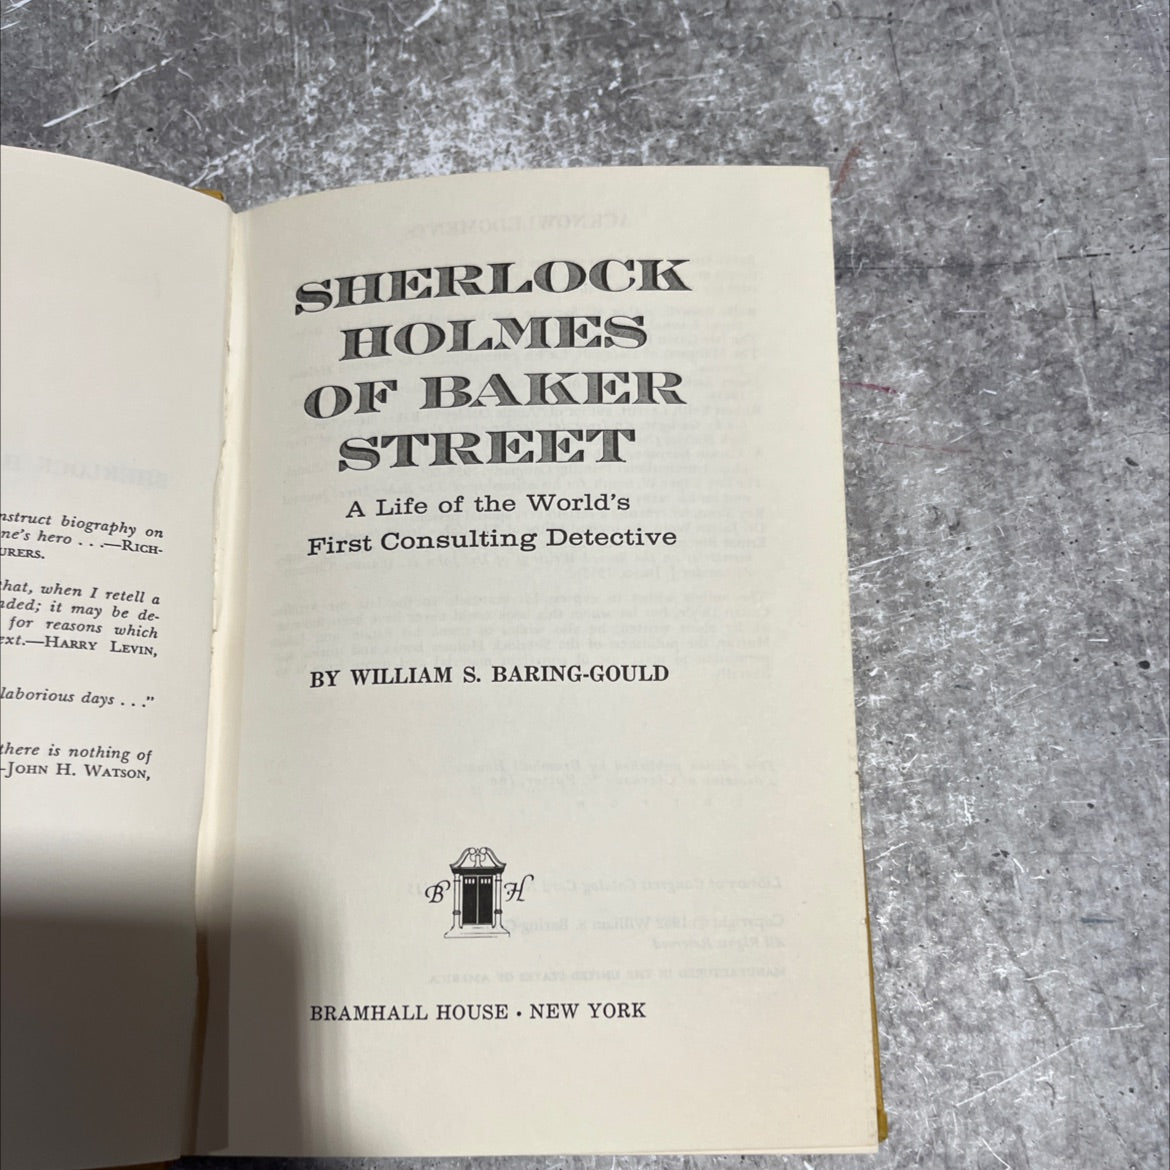 nstruct biography on
ne's hero . . .—RICH-
URERS.
that, when I retell a
nded; it may be de-
for reasons which
ext.—HARRY LEVIN,
laborious days . . ."
there is nothing of
-JOHN H. WATSON,
SHERLOCK
HOLMES
OF BAKER
STREET
A Life of the World's
First Consulting Detective
BY WILLIAM S. BARING-GOULD
B H
BRAMHALL HOUSE • NEW YORK